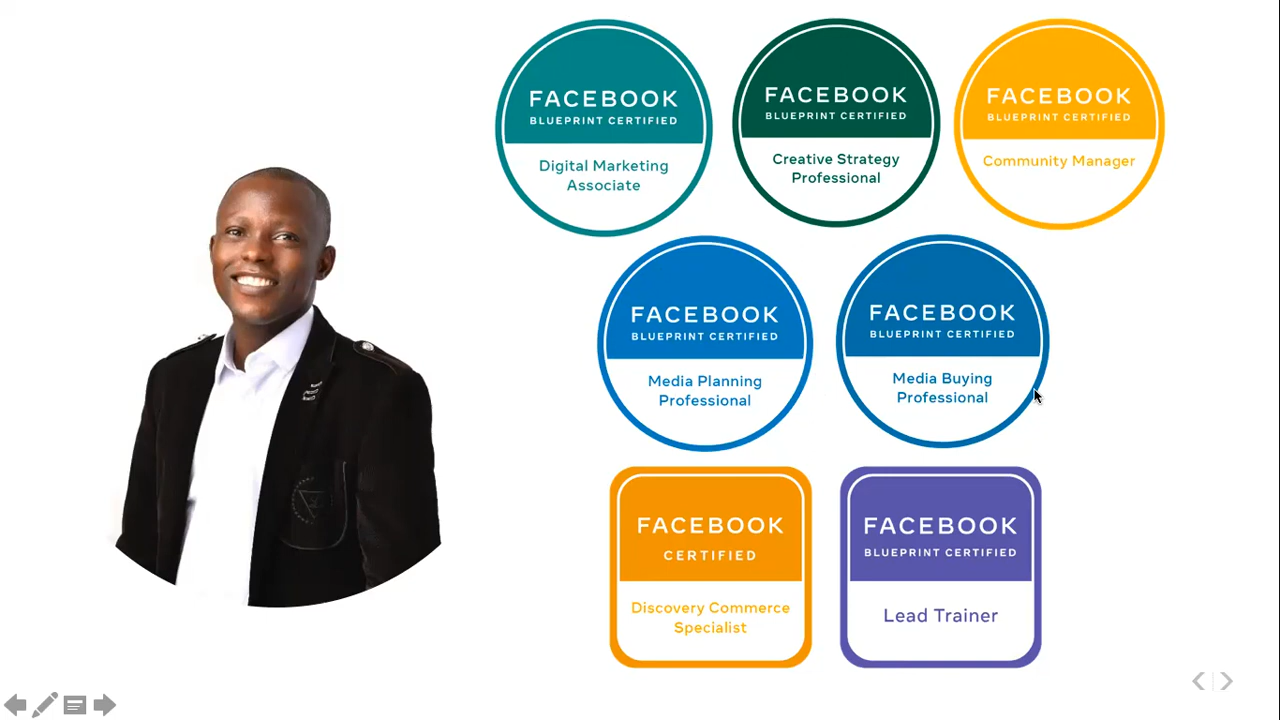 FACEBOOK
BLUEPRINT CERTIFIED
Digital Marketing
Associate
FACEBOOK
BLUEPRINT CERTIFIED
Creative Strategy
Professional
FACEBOOK
BLUEPRINT CERTIFIED
Community Manager
FACEBOOK
BLUEPRINT CERTIFIED
Media Planning
Professional
FACEBOOK
BLUEPRINT CERTIFIED
Media Buying
Professional
FACEBOOK
CERTIFIED
Discovery Commerce
Specialist
FACEBOOK
BLUEPRINT CERTIFIED
Lead Trainer